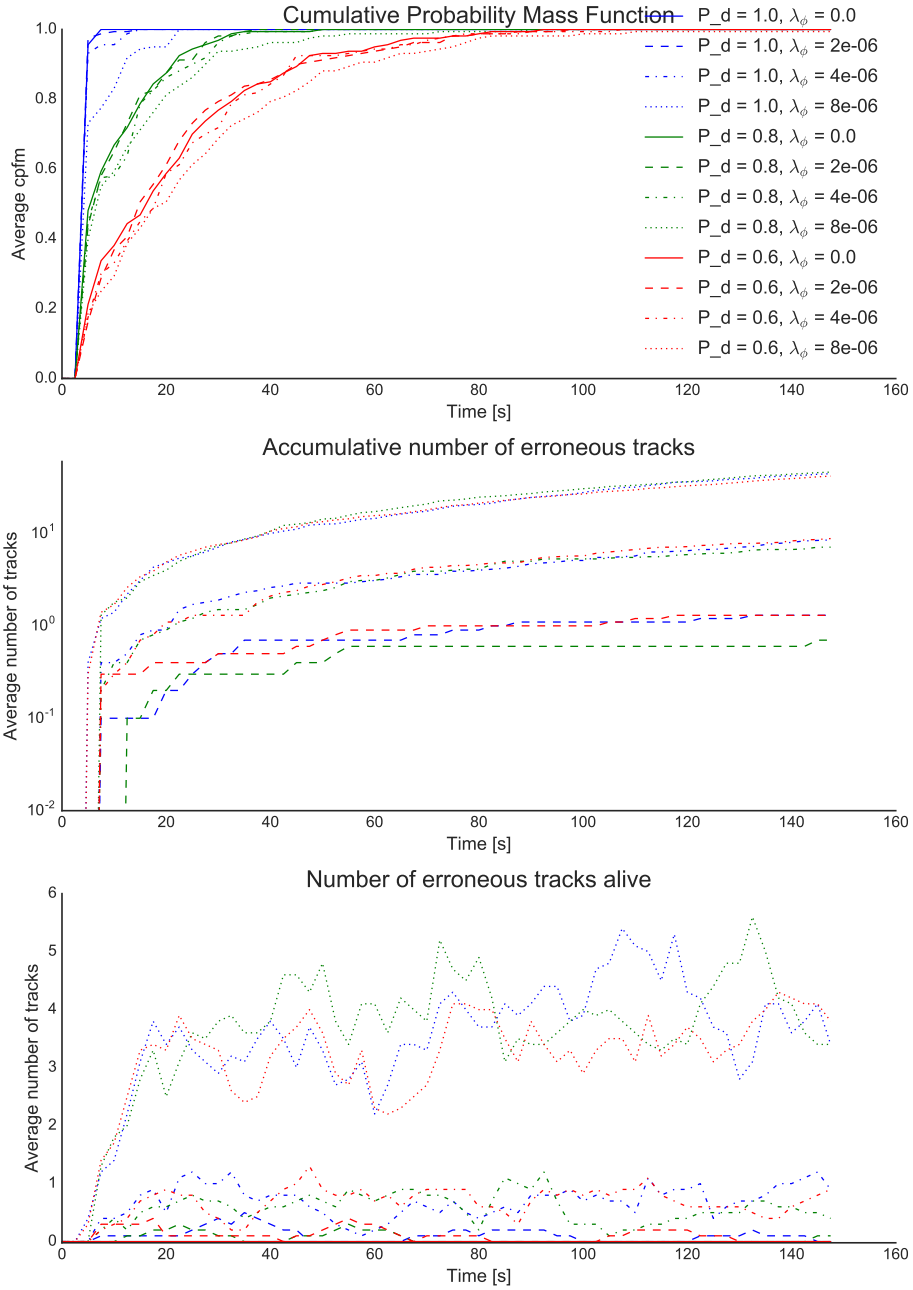 Cumulative Probability Mass Function
P_d = 1.0, λ_ϕ = 0.0
P_d = 1.0, λ_ϕ = 2e-06
P_d = 1.0, λ_ϕ = 4e-06
P_d = 1.0, λ_ϕ = 8e-06
P_d = 0.8, λ_ϕ = 0.0
P_d = 0.8, λ_ϕ = 2e-06
P_d = 0.8, λ_ϕ = 4e-06
P_d = 0.8, λ_ϕ = 8e-06
P_d = 0.6, λ_ϕ = 0.0
P_d = 0.6, λ_ϕ = 2e-06
P_d = 0.6, λ_ϕ = 4e-06
P_d = 0.6, λ_ϕ = 8e-06
Average cpfm
1.0
0.8
0.6
0.4
0.2
0.0
0 20 40 60 80 100 120 140 160
Time [s]
Accumulative number of erroneous tracks
Average number of tracks
10^1
10^0
10^-1
10^-2
0 20 40 60 80 100 120 140 160
Time [s]
Number of erroneous tracks alive
Average number of tracks
6
5
4
3
2
1
0
0 20 40 60 80 100 120 140 160
Time [s]